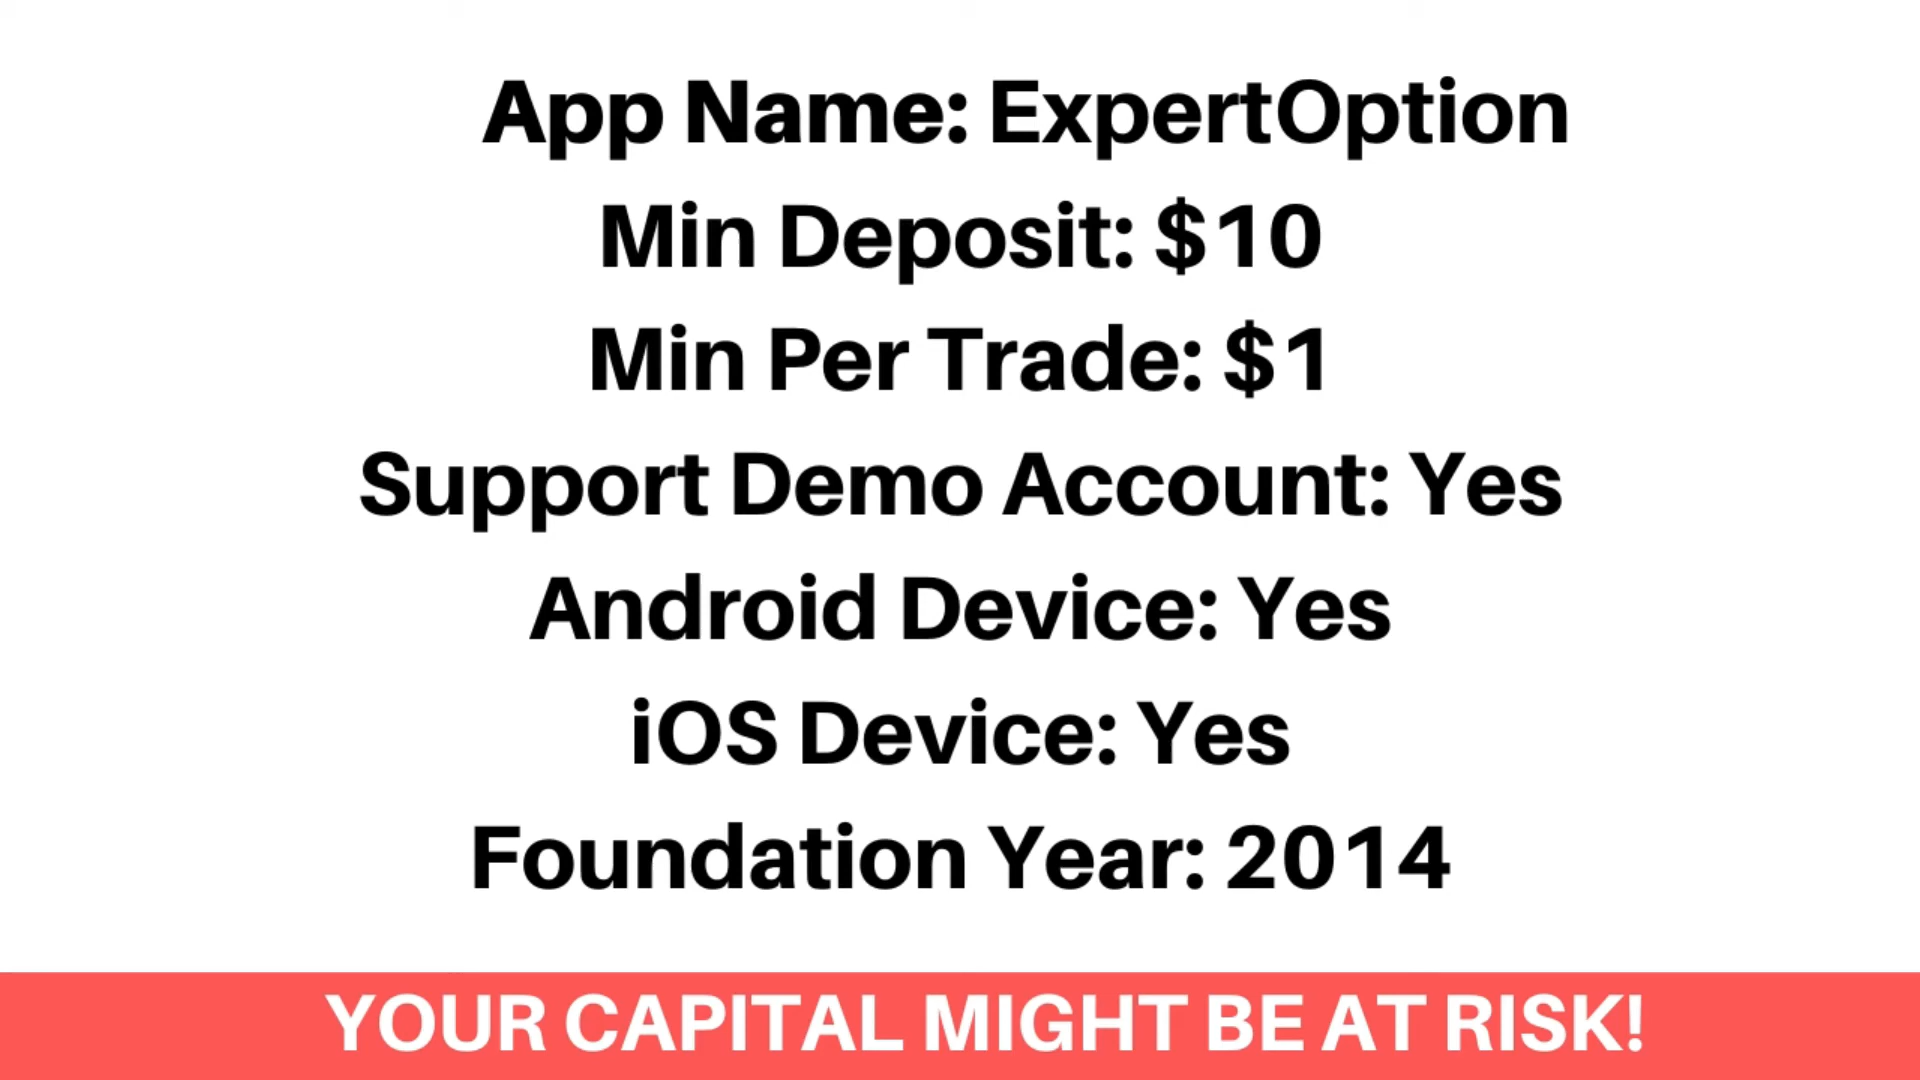 App Name: ExpertOption
Min Deposit: $10
Min Per Trade: $1
Support Demo Account: Yes
Android Device: Yes
iOS Device: Yes
Foundation Year: 2014
YOUR CAPITAL MIGHT BE AT RISK!